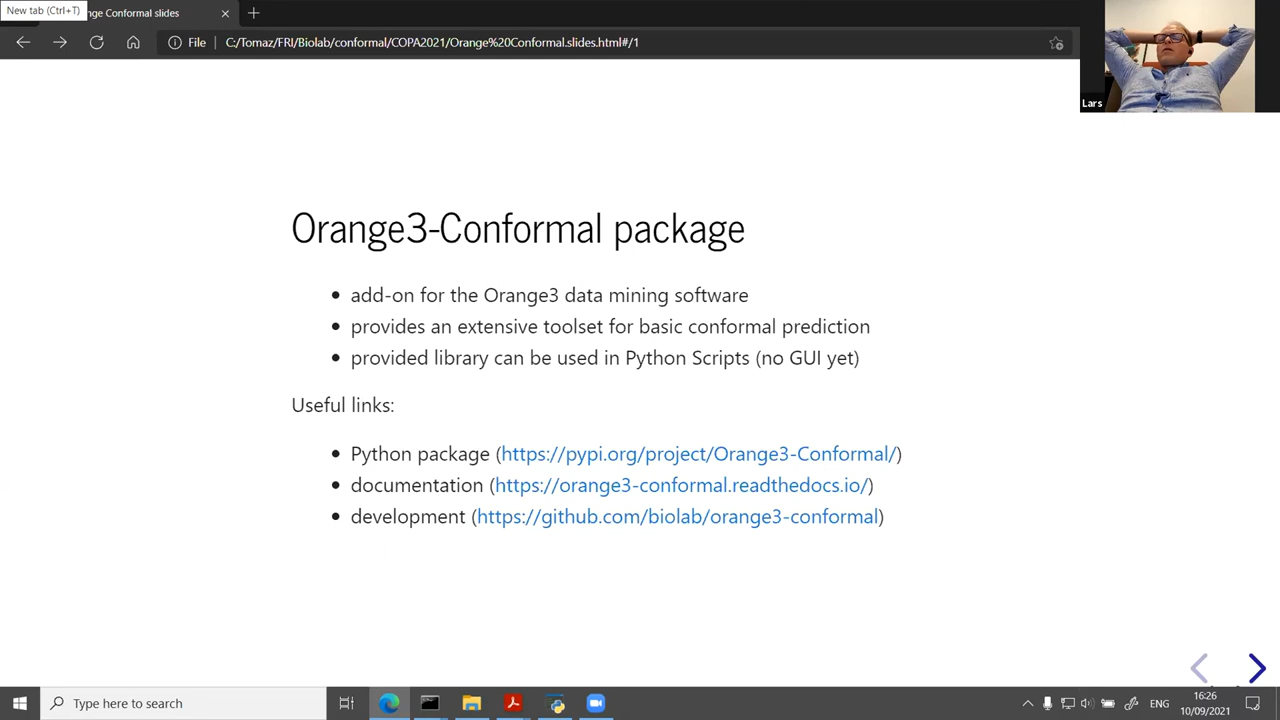 New tab (Ctrl+T)
nge Conformal slides
File
C:/Tomaz/FRI/Biolab/conformal/COPA2021/Orange%20Conformal.slides.html#/1
Lars
Orange3-Conformal package
add-on for the Orange3 data mining software
provides an extensive toolset for basic conformal prediction
provided library can be used in Python Scripts (no GUI yet)
Useful links:
Python package (https://pypi.org/project/Orange3-Conformal/)
documentation (https://orange3-conformal.readthedocs.io/)
development (https://github.com/biolab/orange3-conformal)
Type here to search
ENG
16:26
10/09/2021